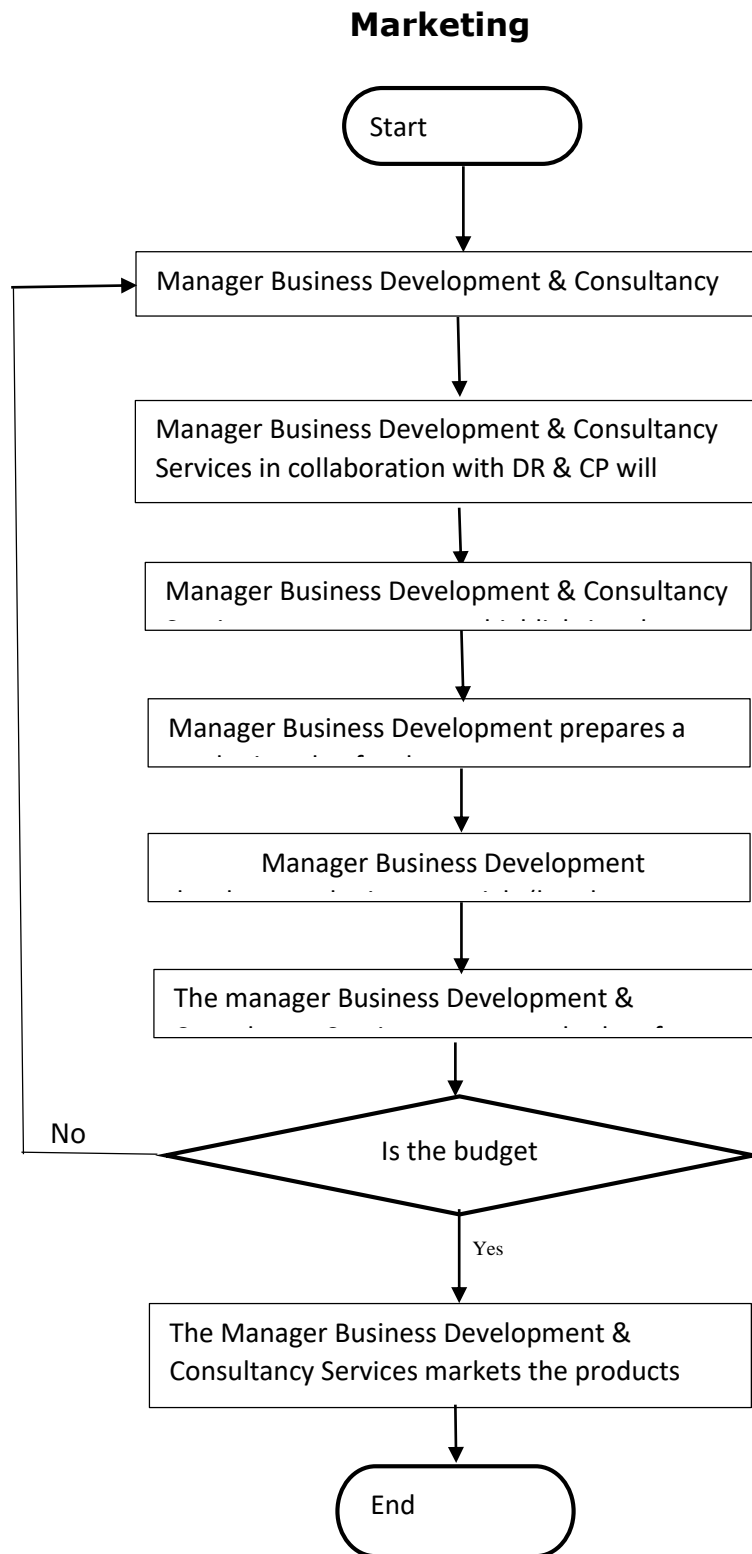 Marketing
Start
Manager Business Development & Consultancy
Manager Business Development & Consultancy
Services in collaboration with DR & CP will
Manager Business Development & Consultancy
Manager Business Development prepares a
Manager Business Development
The manager Business Development &
No
Is the budget
Yes
The Manager Business Development &
Consultancy Services markets the products
End